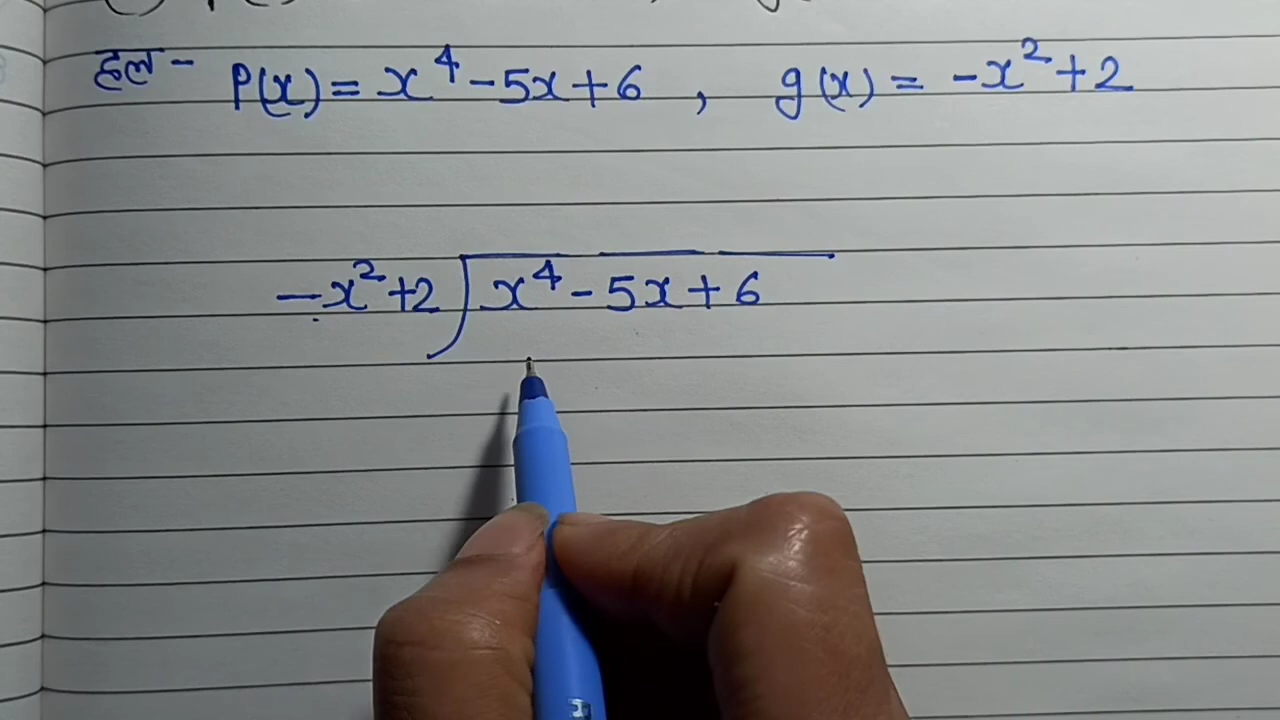 हल - P(x) = x⁴ - 5x + 6 , g(x) = -x² + 2
-x² + 2 ) x⁴ - 5x + 6